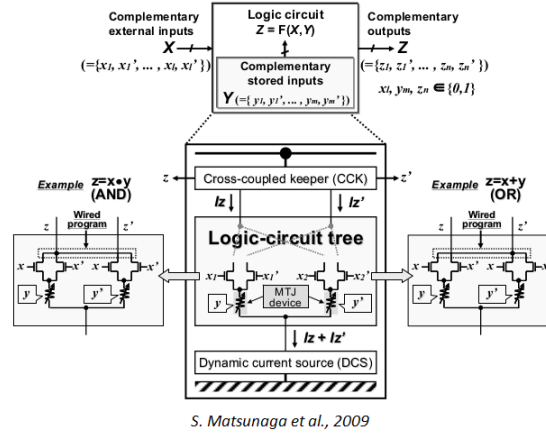 Complementary
external inputs
X
(={x1, x1', ... , xl, xl' })
Logic circuit
Z = F(X,Y)
Complementary
stored inputs
Y (={ y1, y1', ... , ym, ym' })
Complementary
outputs
Z
(={z1, z1', ... , zn, zn' })
xl, ym, zn ∈ {0,1}
z
Cross-coupled keeper (CCK)
z'
Iz
Iz'
Logic-circuit tree
x1
x1'
x2
x2'
y
MTJ
device
y'
Iz + Iz'
Dynamic current source (DCS)
Example z=x•y
(AND)
z
Wired
program
z'
x
x'
x
x'
y
y'
Example z=x+y
(OR)
z
Wired
program
z'
x
x'
x
x'
y
y'
S. Matsunaga et al., 2009